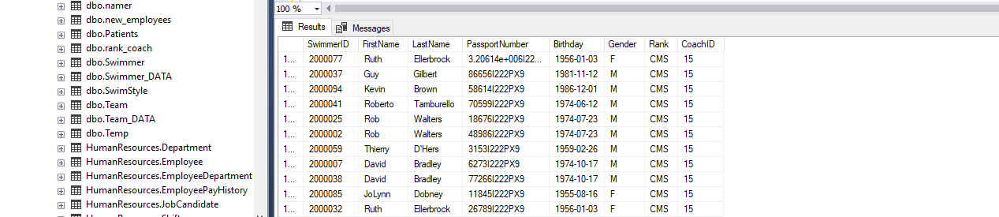 dbo.namer
dbo.new_employees
dbo.Patients
dbo.rank_coach
dbo.Swimmer
dbo.Swimmer_DATA
dbo.SwimStyle
dbo.Team
dbo.Team_DATA
dbo.Temp
HumanResources.Department
HumanResources.Employee
HumanResources.EmployeeDepartment
HumanResources.EmployeePayHistory
HumanResources.JobCandidate
100 %
Results Messages
SwimmerID FirstName LastName PassportNumber Birthday Gender Rank CoachID
1... 2000077 Ruth Ellerbrock 3.20614e+006I22... 1956-01-03 F CMS 15
1... 2000037 Guy Gilbert 86656I222PX9 1981-11-12 M CMS 15
1... 2000094 Kevin Brown 58614I222PX9 1986-12-01 M CMS 15
1... 2000041 Roberto Tamburello 70599I222PX9 1974-06-12 M CMS 15
1... 2000025 Rob Walters 18676I222PX9 1974-07-23 M CMS 15
1... 2000002 Rob Walters 48986I222PX9 1974-07-23 M CMS 15
1... 2000059 Thierry D'Hers 3153I222PX9 1959-02-26 M CMS 15
1... 2000007 David Bradley 6273I222PX9 1974-10-17 M CMS 15
1... 2000038 David Bradley 77266I222PX9 1974-10-17 M CMS 15
1... 2000085 JoLynn Dobney 11845I222PX9 1955-08-16 F CMS 15
1... 2000032 Ruth Ellerbrock 26789I222PX9 1956-01-03 F CMS 15